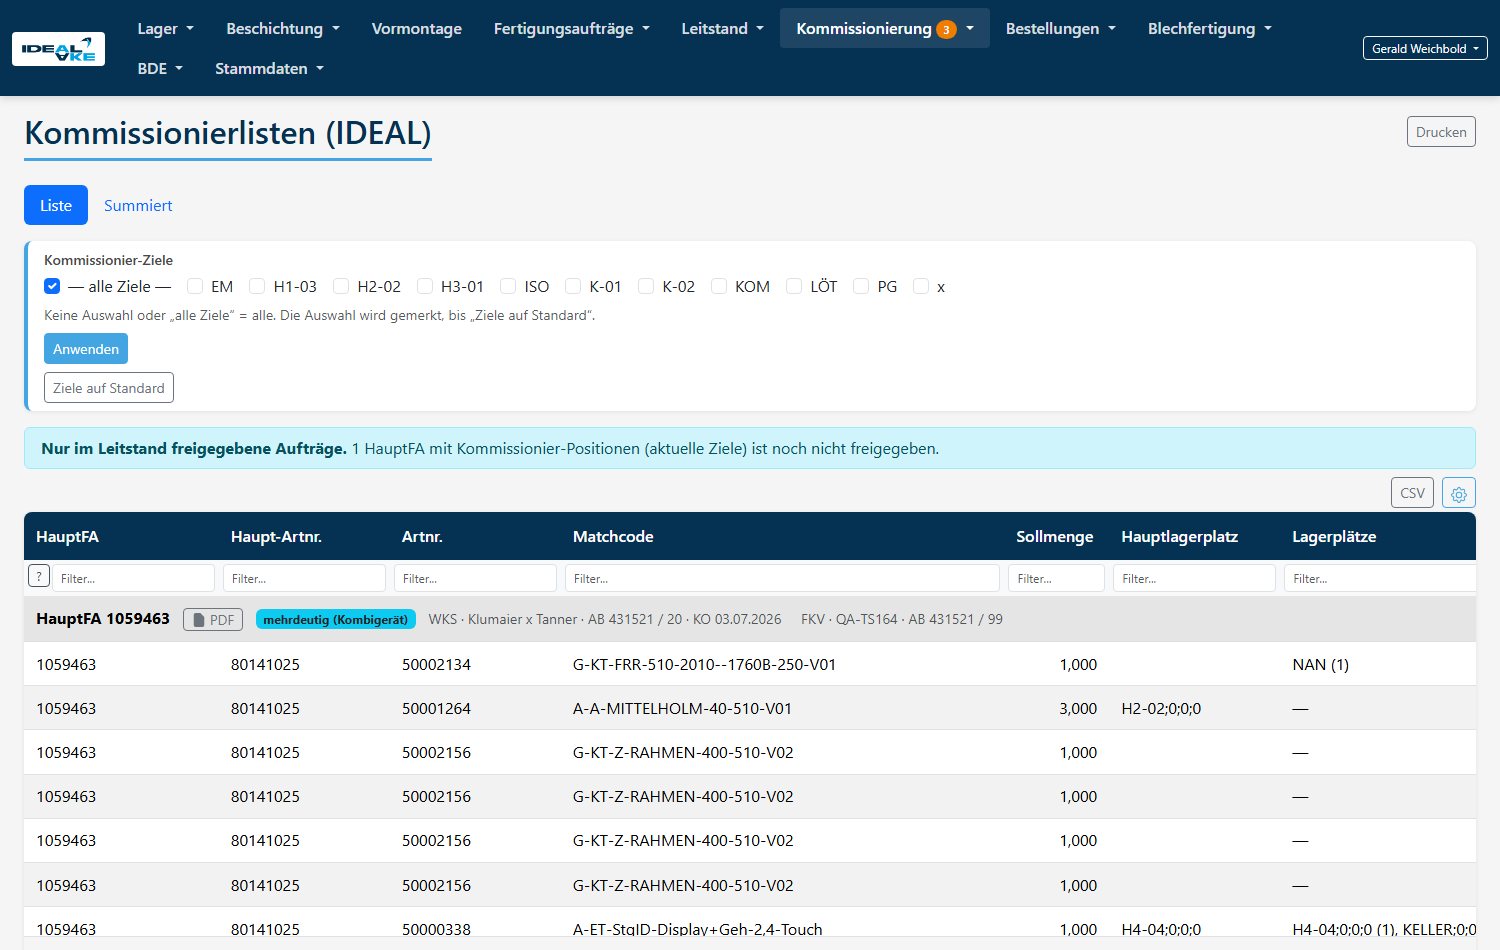 IDEAL AKE
Lager
Beschichtung
Vormontage
Fertigungsaufträge
Leitstand
Kommissionierung 3
Bestellungen
Blechfertigung
BDE
Stammdaten
Gerald Weichbold
Kommissionierlisten (IDEAL)
Drucken
Liste
Summiert
Kommissionier-Ziele
— alle Ziele — EM H1-03 H2-02 H3-01 ISO K-01 K-02 KOM LÖT PG x
Keine Auswahl oder „alle Ziele“ = alle. Die Auswahl wird gemerkt, bis „Ziele auf Standard“.
Anwenden
Ziele auf Standard
Nur im Leitstand freigegebene Aufträge. 1 HauptFA mit Kommissionier-Positionen (aktuelle Ziele) ist noch nicht freigegeben.
CSV
HauptFA Haupt-Artnr. Artnr. Matchcode Sollmenge Hauptlagerplatz Lagerplätze
? Filter... Filter... Filter... Filter... Filter... Filter... Filter...
HauptFA 1059463 PDF mehrdeutig (Kombigerät) WKS · Klumaier x Tanner · AB 431521 / 20 · KO 03.07.2026 FKV · QA-TS164 · AB 431521 / 99
1059463 80141025 50002134 G-KT-FRR-510-2010--1760B-250-V01 1,000 NAN (1)
1059463 80141025 50001264 A-A-MITTELHOLM-40-510-V01 3,000 H2-02;0;0;0 —
1059463 80141025 50002156 G-KT-Z-RAHMEN-400-510-V02 1,000 —
1059463 80141025 50002156 G-KT-Z-RAHMEN-400-510-V02 1,000 —
1059463 80141025 50002156 G-KT-Z-RAHMEN-400-510-V02 1,000 —
1059463 80141025 50002156 G-KT-Z-RAHMEN-400-510-V02 1,000 —
1059463 80141025 50000338 A-ET-StgID-Display+Geh-2,4-Touch 1,000 H4-04;0;0;0 H4-04;0;0;0 (1), KELLER;0;0